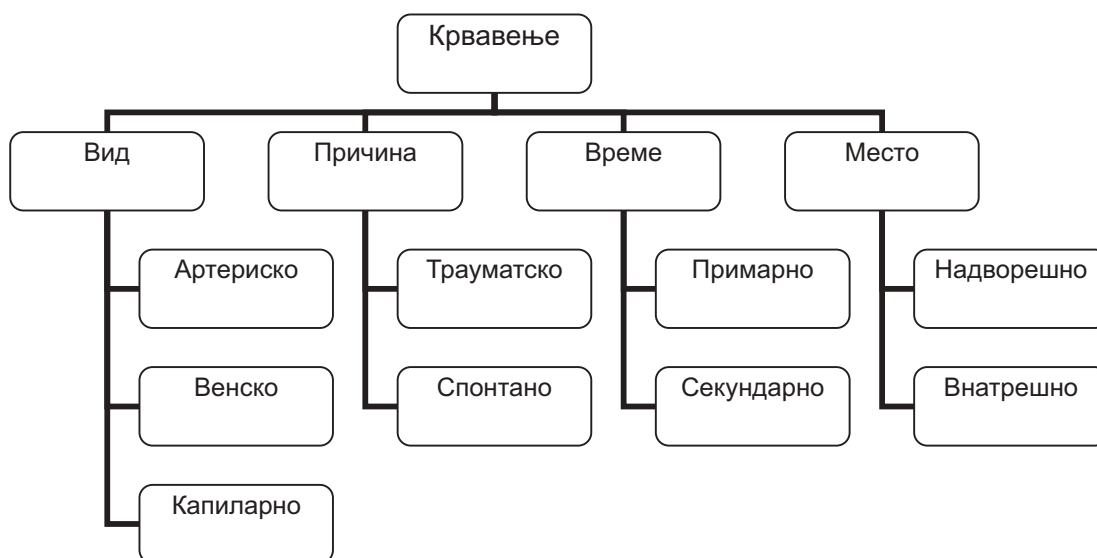 Крвавење
Вид
Причина
Време
Место
Артериско
Трауматско
Примарно
Надворешно
Венско
Спонтано
Секундарно
Внатрешно
Капиларно